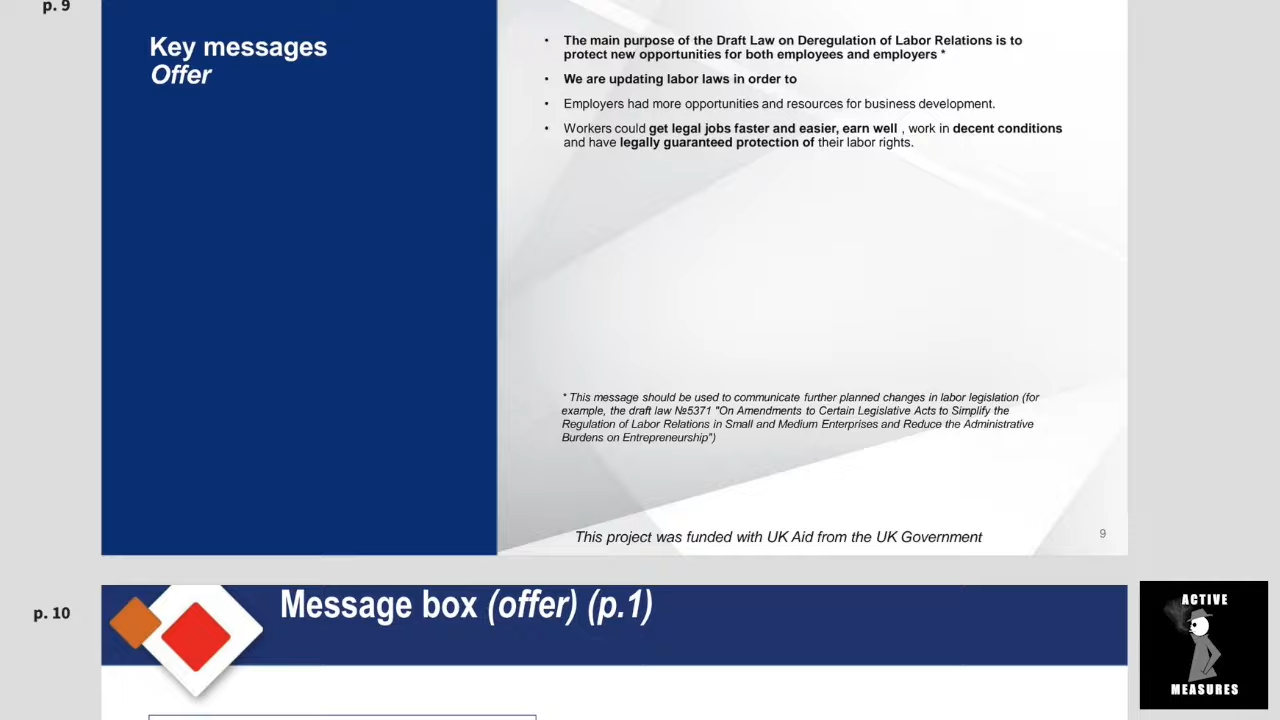 p. 9
Key messages
Offer
• The main purpose of the Draft Law on Deregulation of Labor Relations is to
protect new opportunities for both employees and employers *
• We are updating labor laws in order to
• Employers had more opportunities and resources for business development.
• Workers could get legal jobs faster and easier, earn well , work in decent conditions
and have legally guaranteed protection of their labor rights.
* This message should be used to communicate further planned changes in labor legislation (for
example, the draft law №5371 "On Amendments to Certain Legislative Acts to Simplify the
Regulation of Labor Relations in Small and Medium Enterprises and Reduce the Administrative
Burdens on Entrepreneurship")
This project was funded with UK Aid from the UK Government
9
p. 10
Message box (offer) (p.1)
ACTIVE
MEASURES